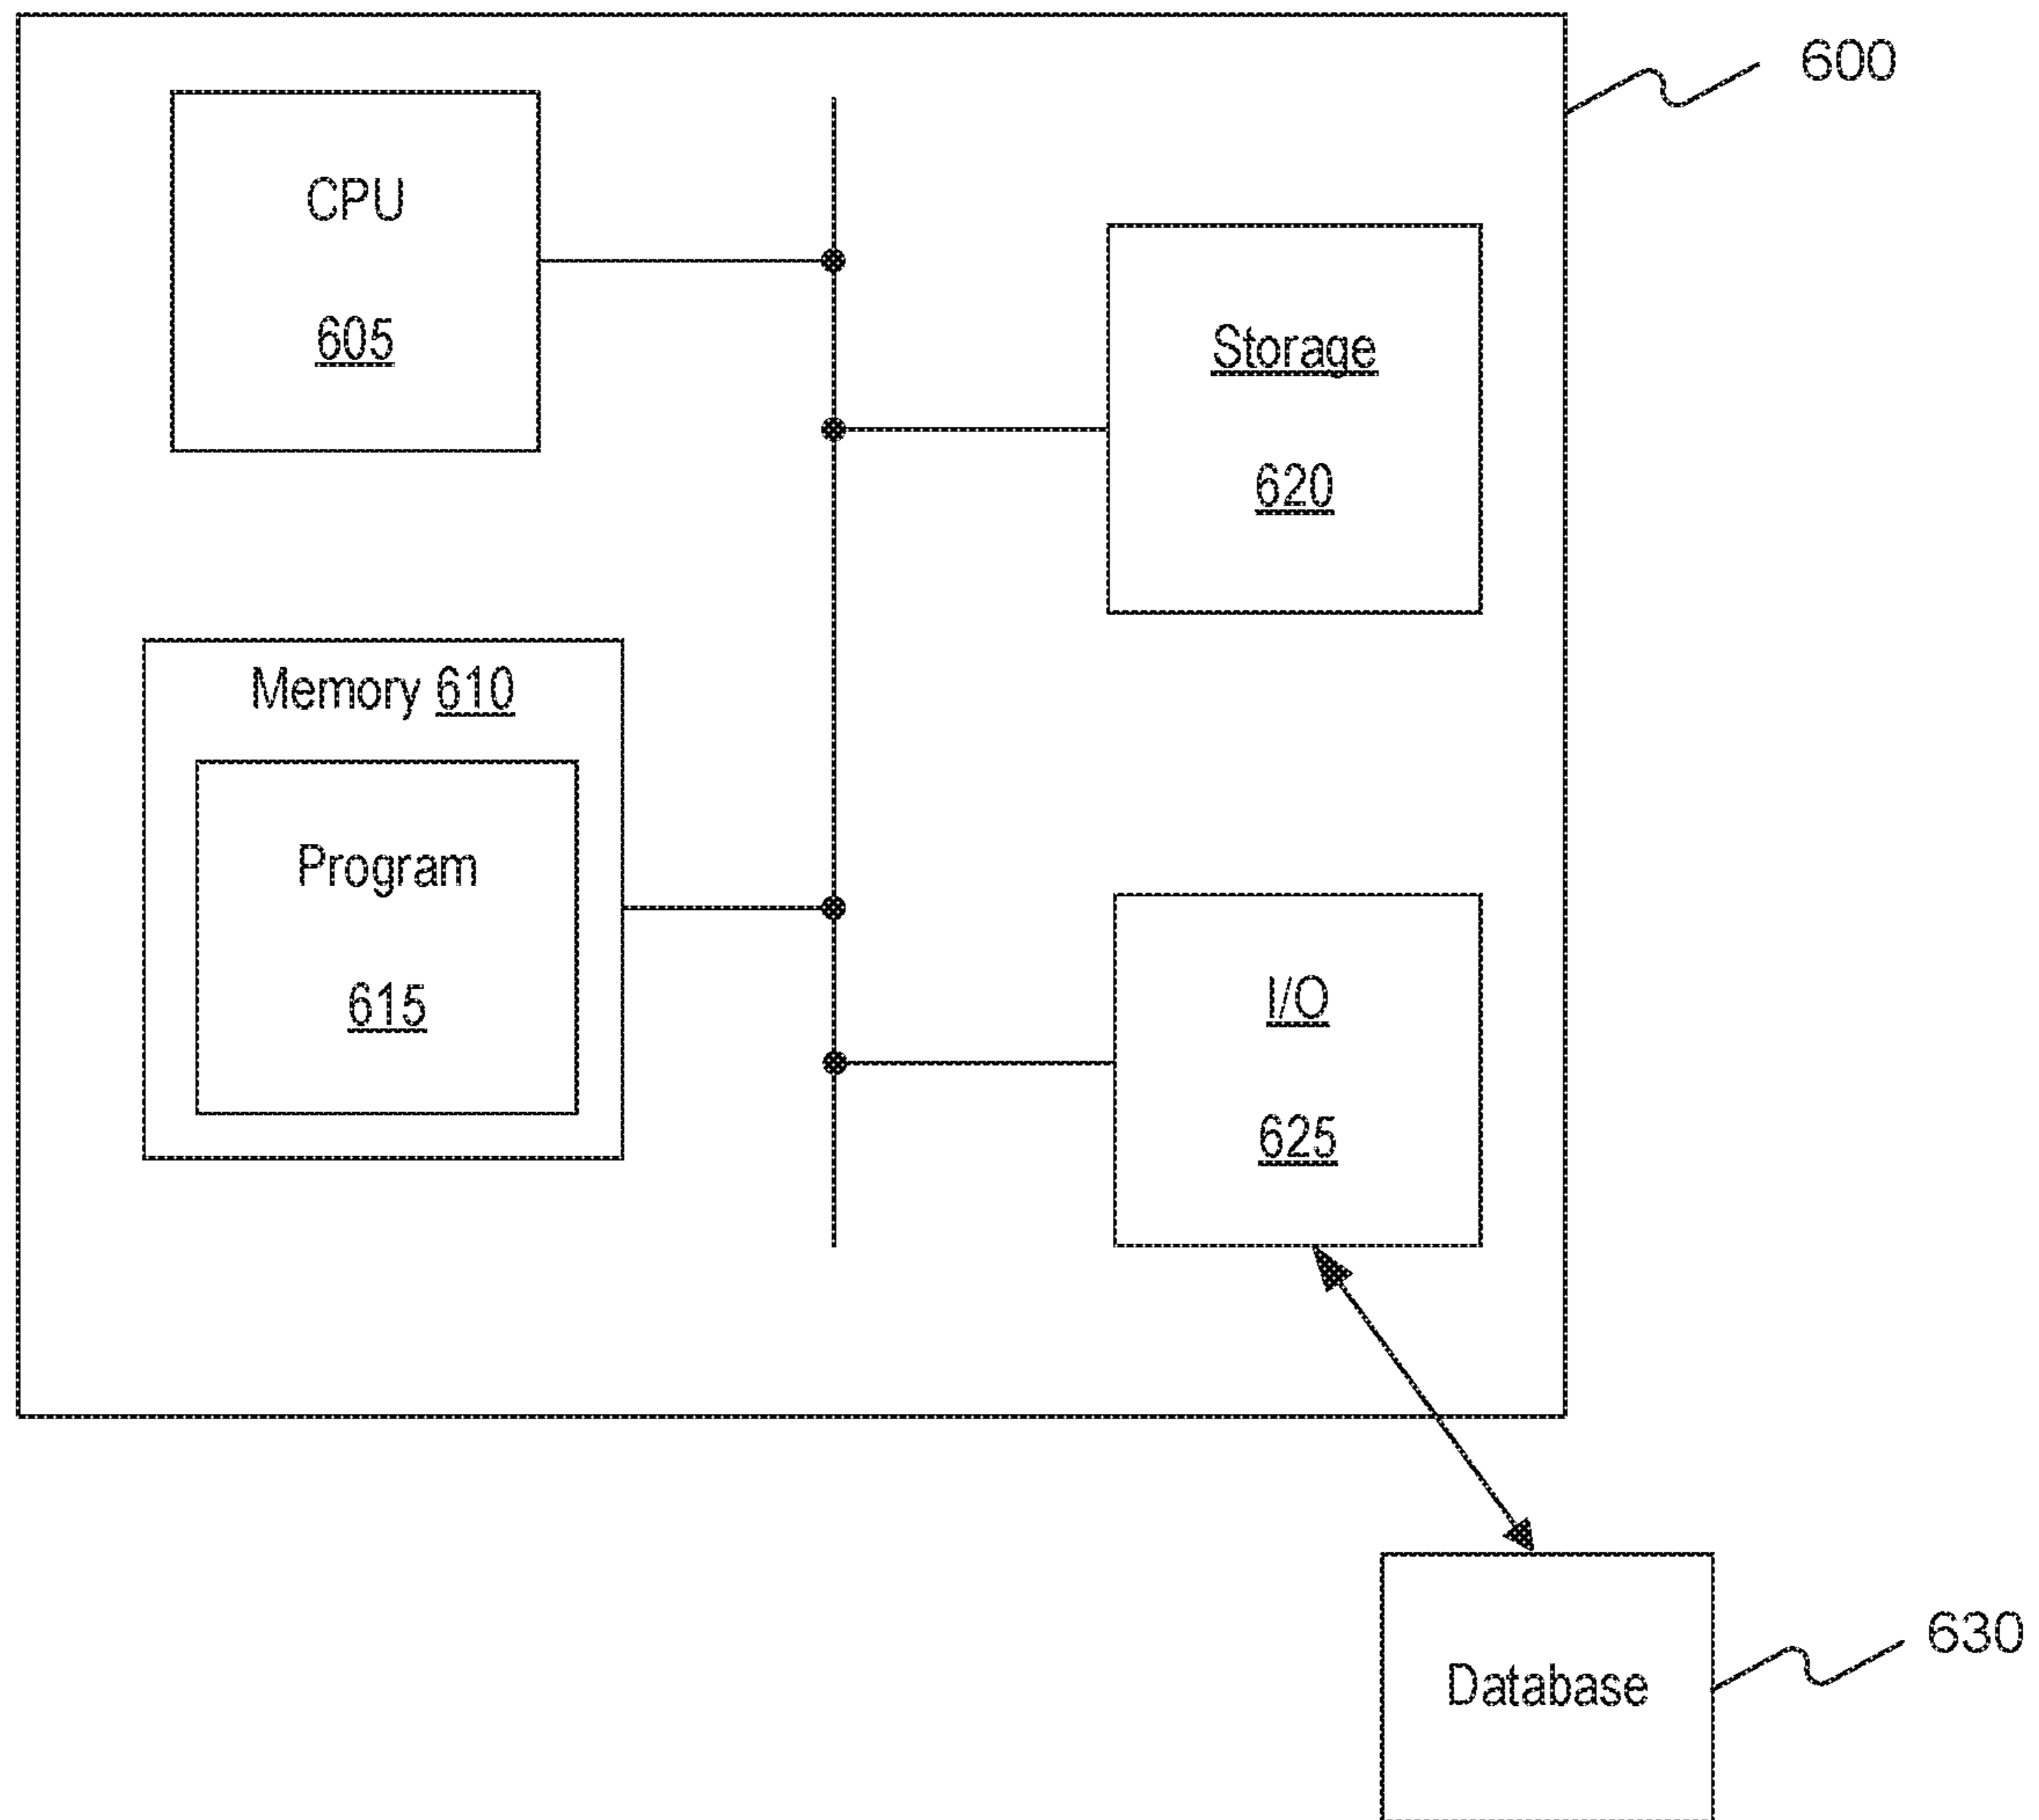 600
CPU
605
Storage
620
Memory 610
Program
615
I/O
625
Database
630